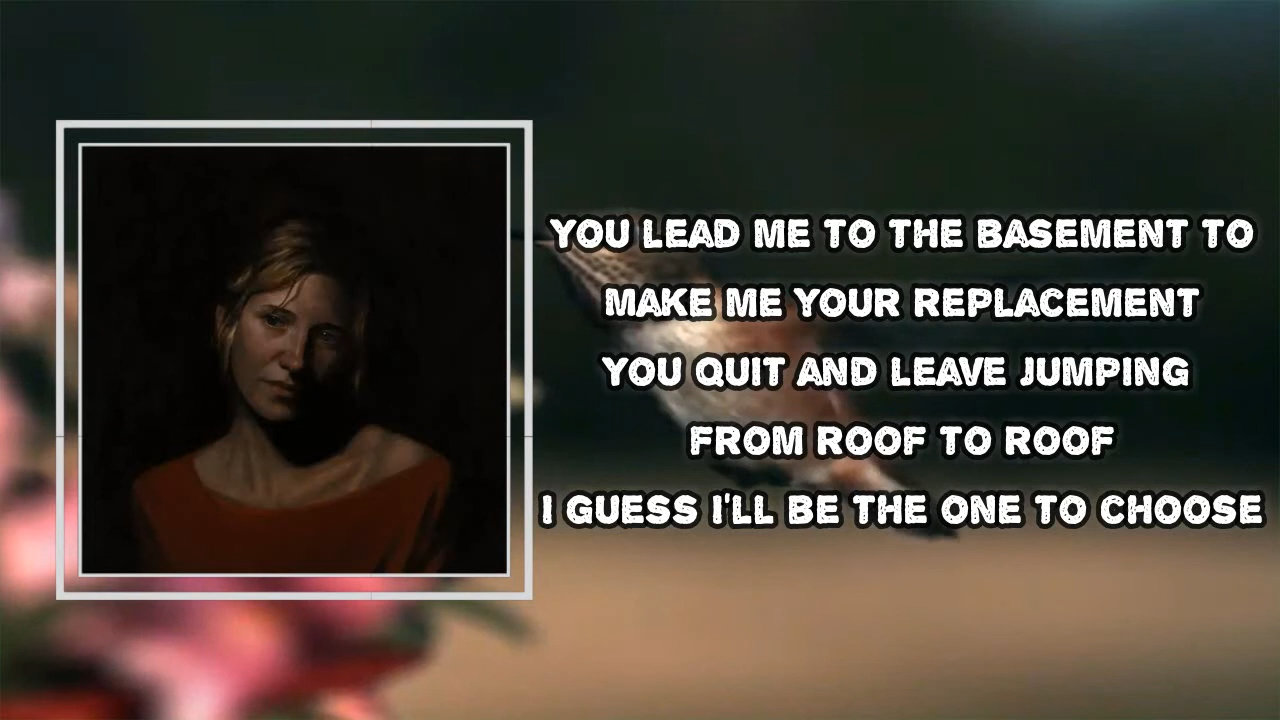 YOU LEAD ME TO THE BASEMENT TO
MAKE ME YOUR REPLACEMENT
YOU QUIT AND LEAVE JUMPING
FROM ROOF TO ROOF
I GUESS I'LL BE THE ONE TO CHOOSE